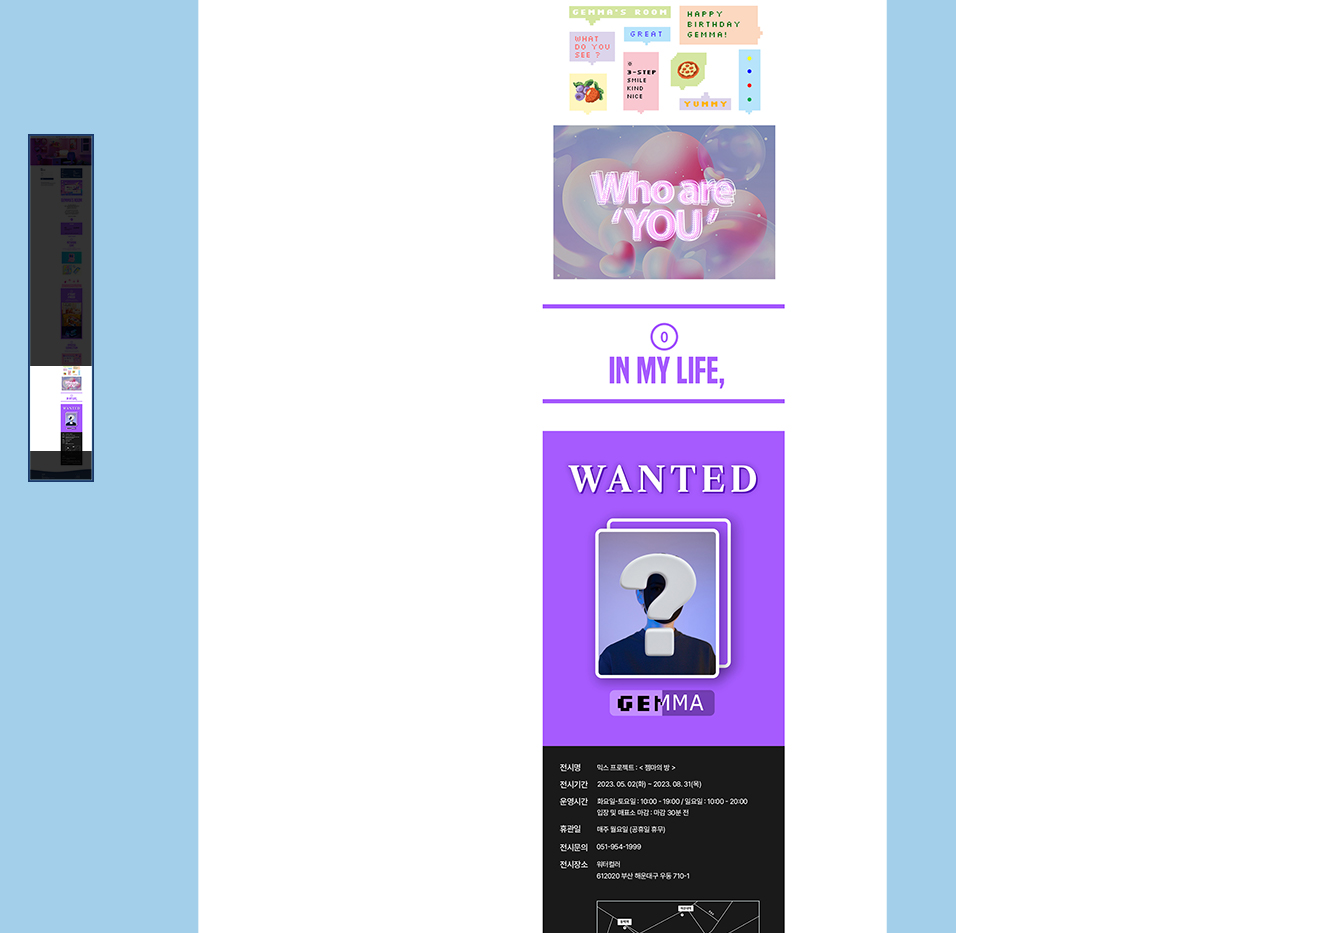 GEMMA'S ROOM
HAPPY
BIRTHDAY
GEMMA!
WHAT
DO YOU
SEE ?
GREAT
3-STEP
SMILE
KIND
NICE
YUMMY
Who are
‘YOU’
0
IN MY LIFE,
WANTED
GEMMA
전시명 믹스 프로젝트 : < 젬마의 방 >
전시기간 2023. 05. 02(화) ~ 2023. 08. 31(목)
운영시간 화요일-토요일 : 10:00 - 19:00 / 일요일 : 10:00 - 20:00
입장 및 매표소 마감 : 마감 30분 전
휴관일 매주 월요일 (공휴일 휴무)
전시문의 051-954-1999
전시장소 워터컬러
612020 부산 해운대구 우동 710-1